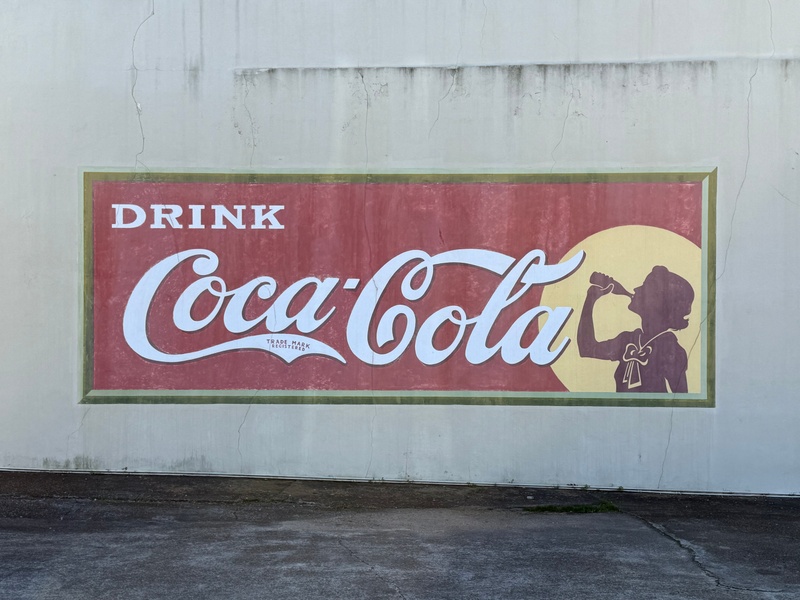 DRINK
Coca-Cola
TRADE MARK
REGISTERED